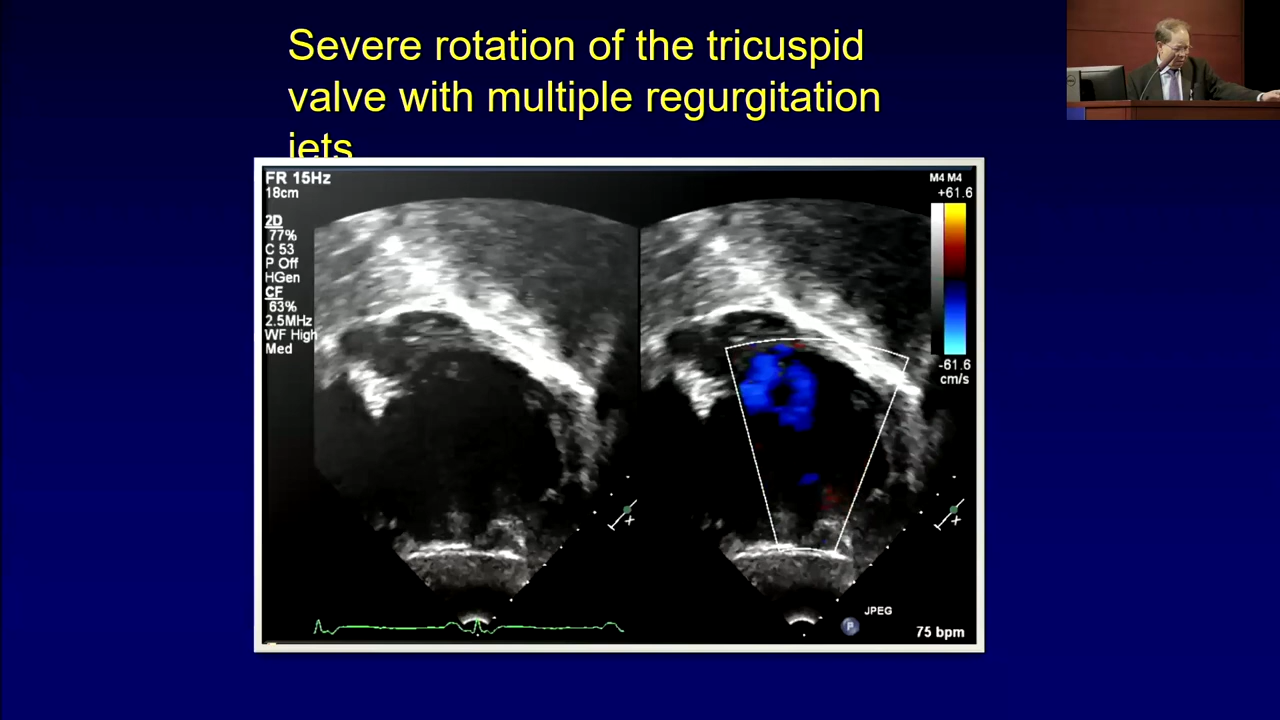 Severe rotation of the tricuspid
valve with multiple regurgitation
jets
FR 15Hz
18cm
2D
77%
C 53
P Off
HGen
CF
63%
2.5MHz
WF High
Med
M4 M4
+61.6
-61.6
cm/s
X
X
JPEG
P
75 bpm